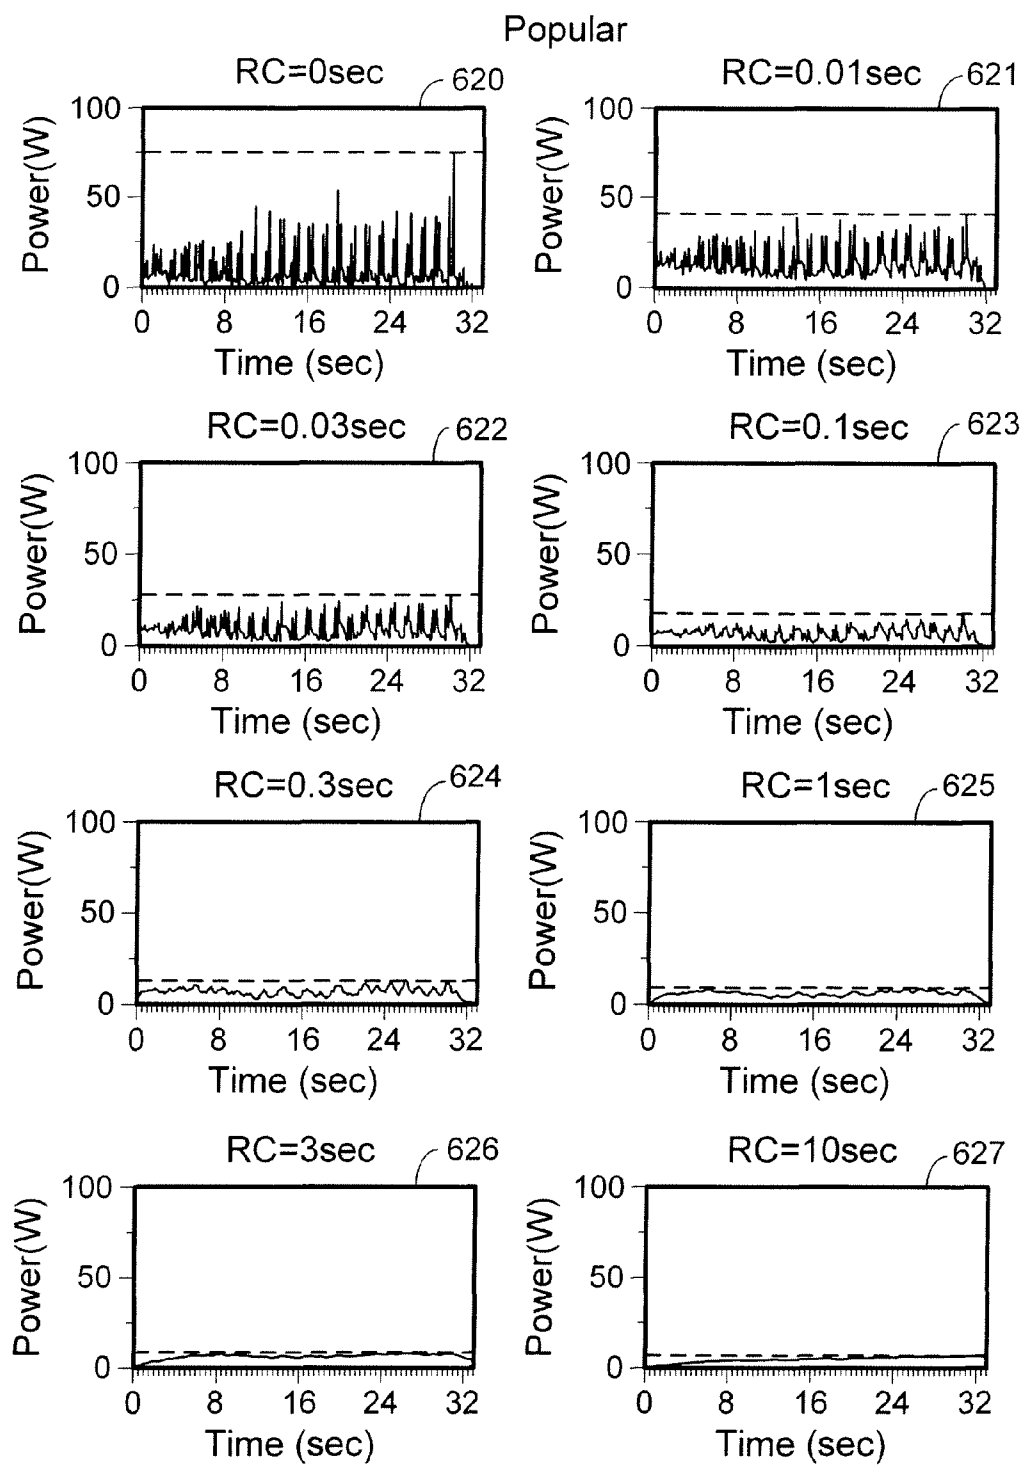 Popular
RC=0sec 620
100
50
0
Power(W)
0 8 16 24 32
Time (sec)
RC=0.01sec 621
100
50
0
Power(W)
0 8 16 24 32
Time (sec)
RC=0.03sec 622
100
50
0
Power(W)
0 8 16 24 32
Time (sec)
RC=0.1sec 623
100
50
0
Power(W)
0 8 16 24 32
Time (sec)
RC=0.3sec 624
100
50
0
Power(W)
0 8 16 24 32
Time (sec)
RC=1sec 625
100
50
0
Power(W)
0 8 16 24 32
Time (sec)
RC=3sec 626
100
50
0
Power(W)
0 8 16 24 32
Time (sec)
RC=10sec 627
100
50
0
Power(W)
0 8 16 24 32
Time (sec)